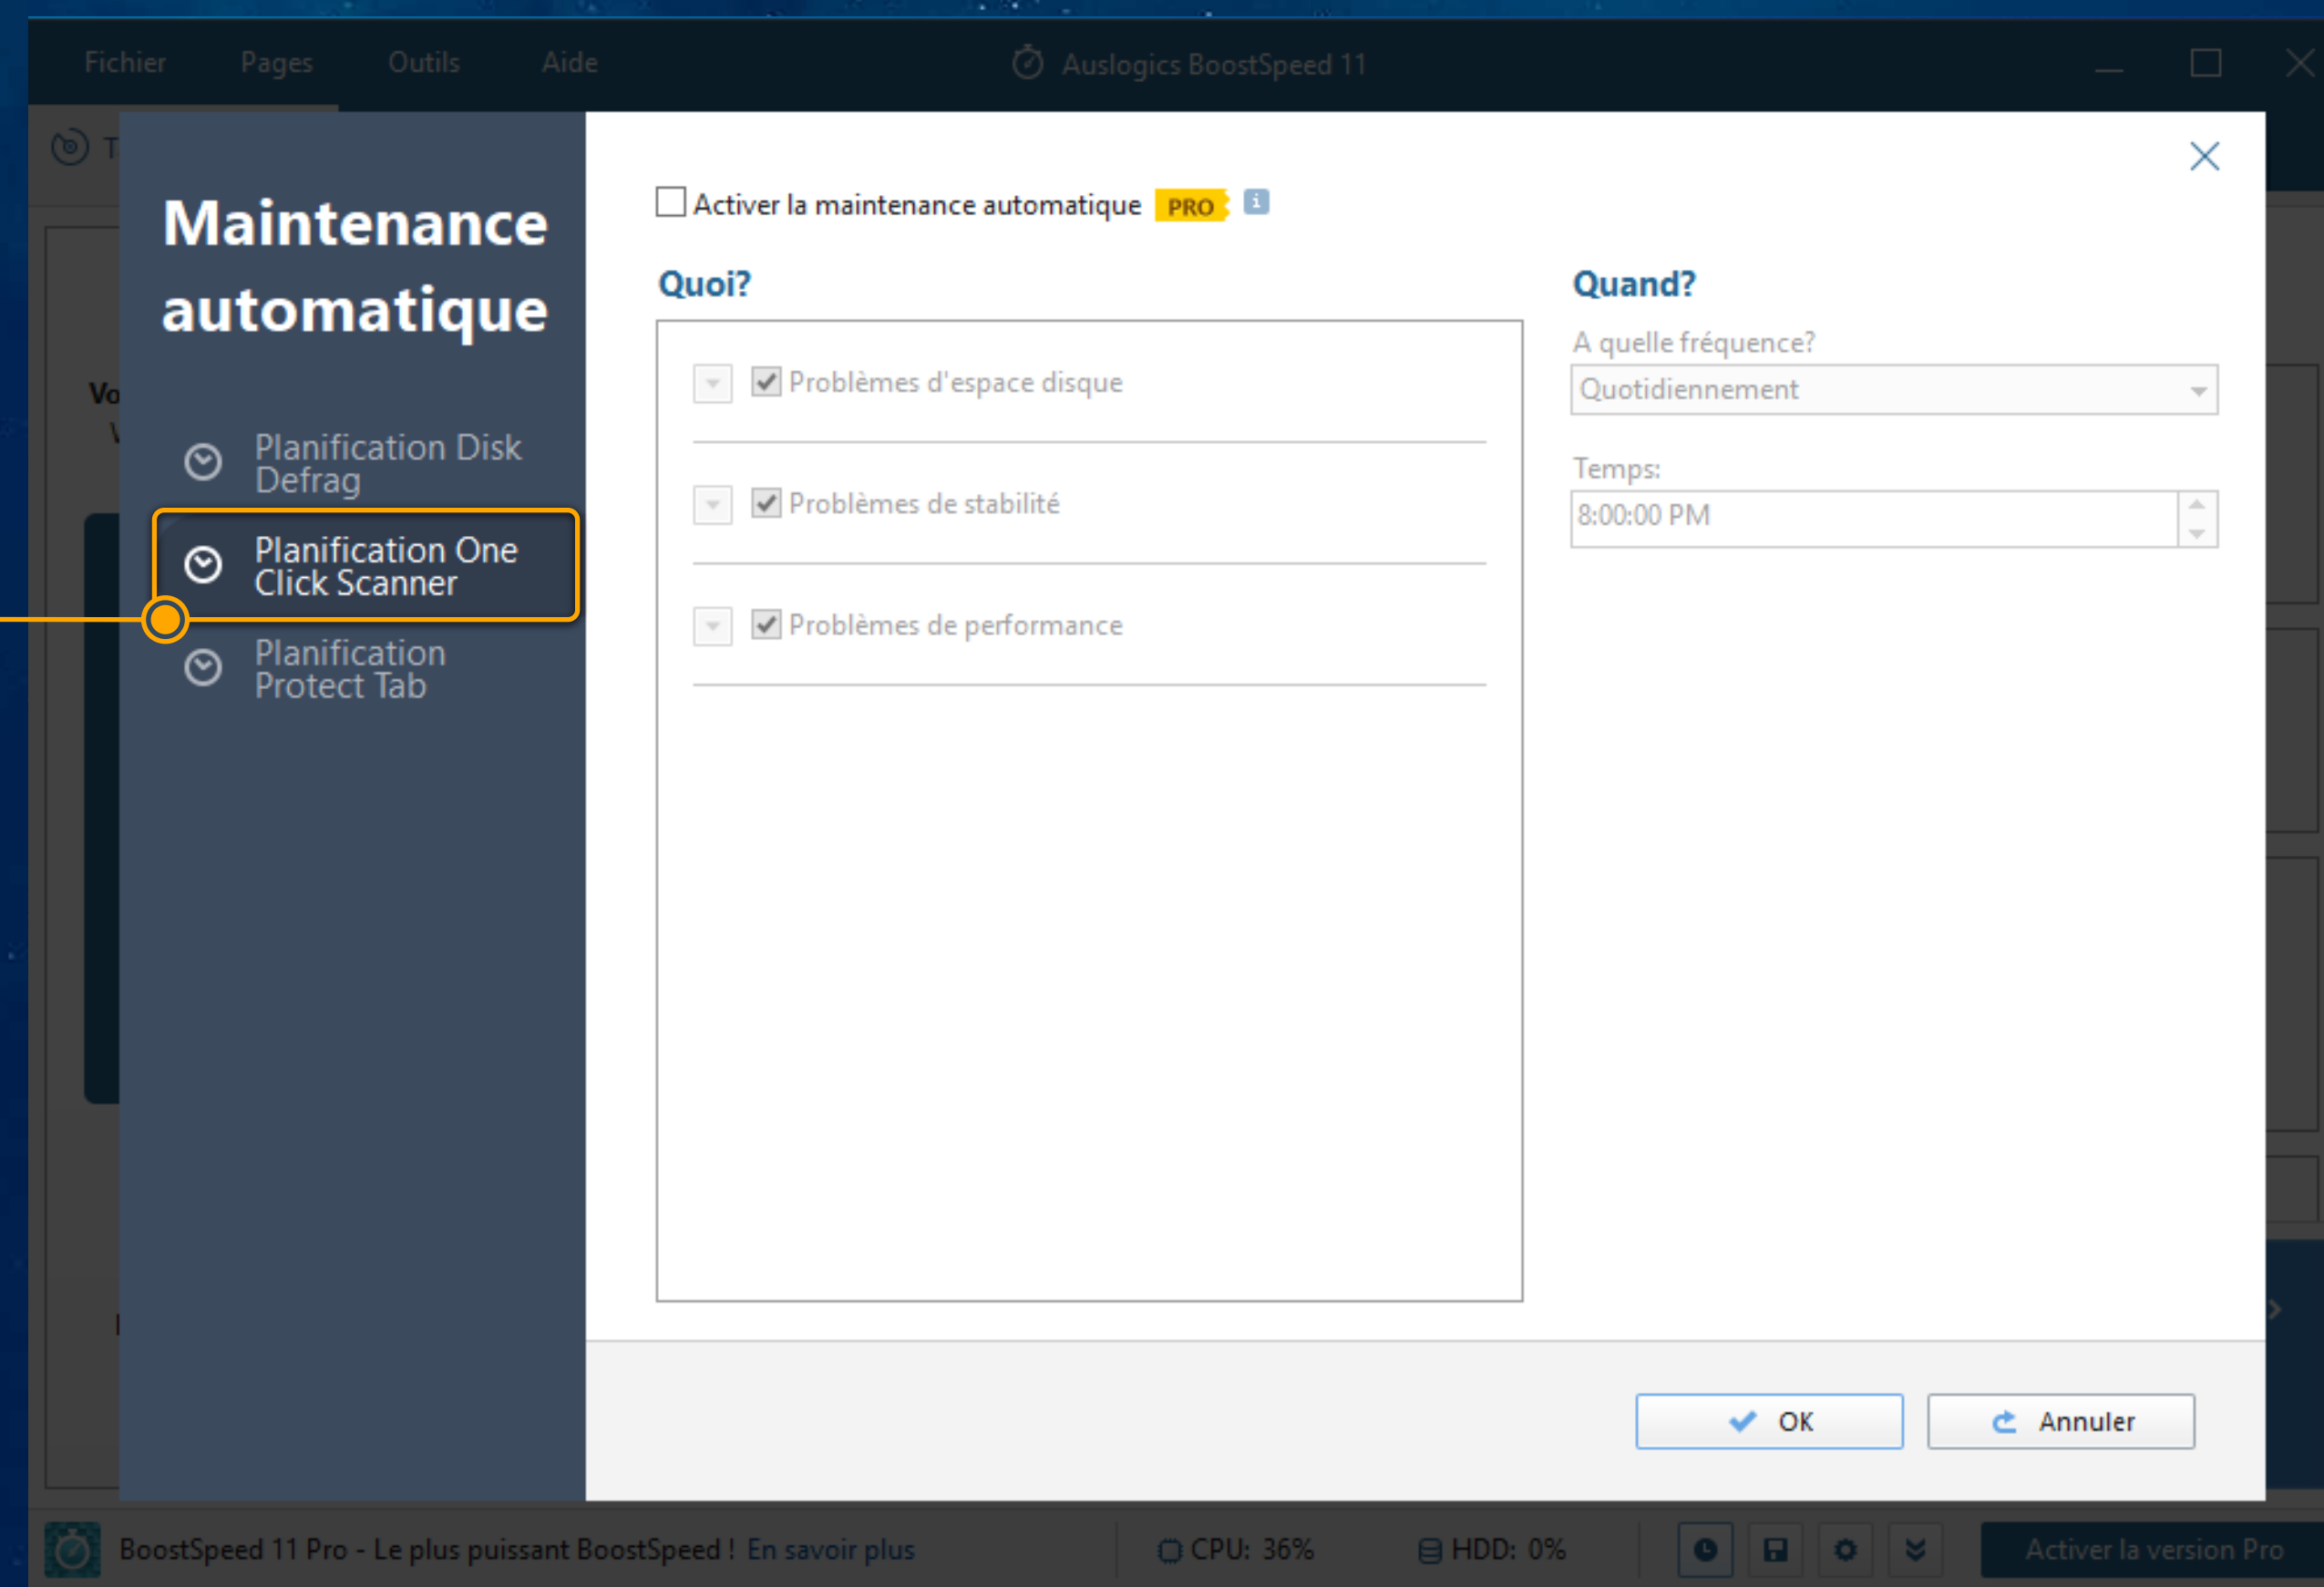 Fichier Pages Outils Aide Auslogics BoostSpeed 11
Maintenance
automatique
Planification Disk
Defrag
Planification One
Click Scanner
Planification
Protect Tab
Activer la maintenance automatique PRO
Quoi?
Problèmes d'espace disque
Problèmes de stabilité
Problèmes de performance
Quand?
A quelle fréquence?
Quotidiennement
Temps:
8:00:00 PM
OK Annuler
BoostSpeed 11 Pro - Le plus puissant BoostSpeed ! En savoir plus CPU: 36% HDD: 0% Activer la version Pro